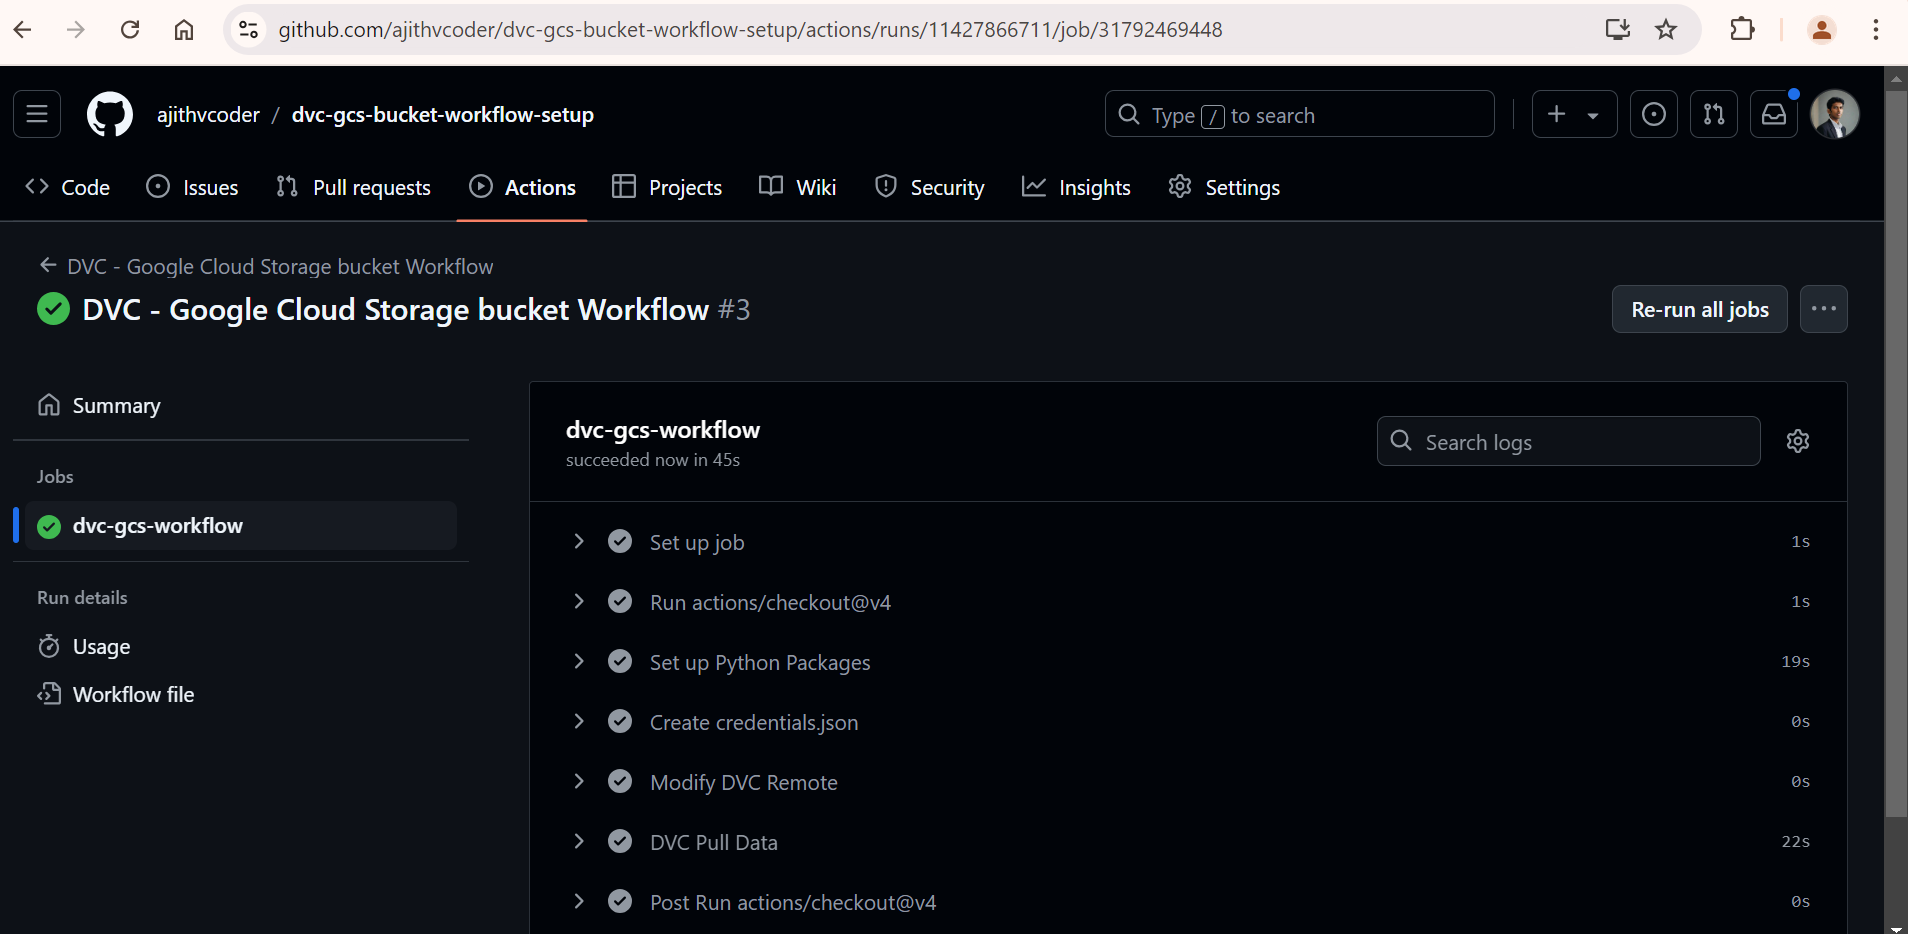 github.com/ajithvcoder/dvc-gcs-bucket-workflow-setup/actions/runs/11427866711/job/31792469448
ajithvcoder / dvc-gcs-bucket-workflow-setup
Type / to search
Code Issues Pull requests Actions Projects Wiki Security Insights Settings
DVC - Google Cloud Storage bucket Workflow
DVC - Google Cloud Storage bucket Workflow #3
Re-run all jobs
Summary
Jobs
dvc-gcs-workflow
Run details
Usage
Workflow file
dvc-gcs-workflow
succeeded now in 45s
Search logs
Set up job 1s
Run actions/checkout@v4 1s
Set up Python Packages 19s
Create credentials.json 0s
Modify DVC Remote 0s
DVC Pull Data 22s
Post Run actions/checkout@v4 0s